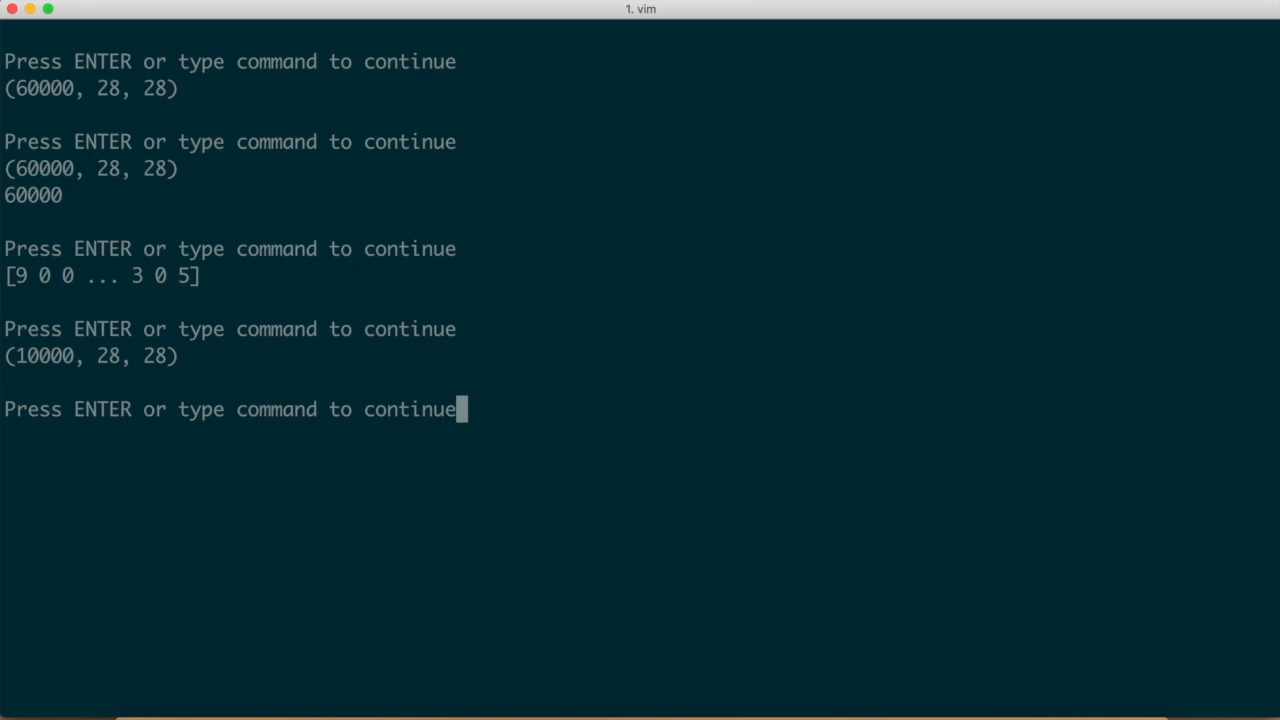 1. vim
Press ENTER or type command to continue
(60000, 28, 28)
Press ENTER or type command to continue
(60000, 28, 28)
60000
Press ENTER or type command to continue
[9 0 0 ... 3 0 5]
Press ENTER or type command to continue
(10000, 28, 28)
Press ENTER or type command to continue